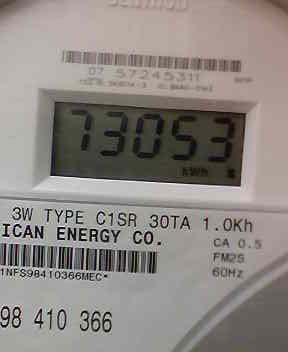 07 57245311
73053
kWh
3W TYPE C1SR 30TA 1.0Kh
ICAN ENERGY CO.
CA 0.5
FM2S
60Hz
1NFS98410366MEC*
98 410 366